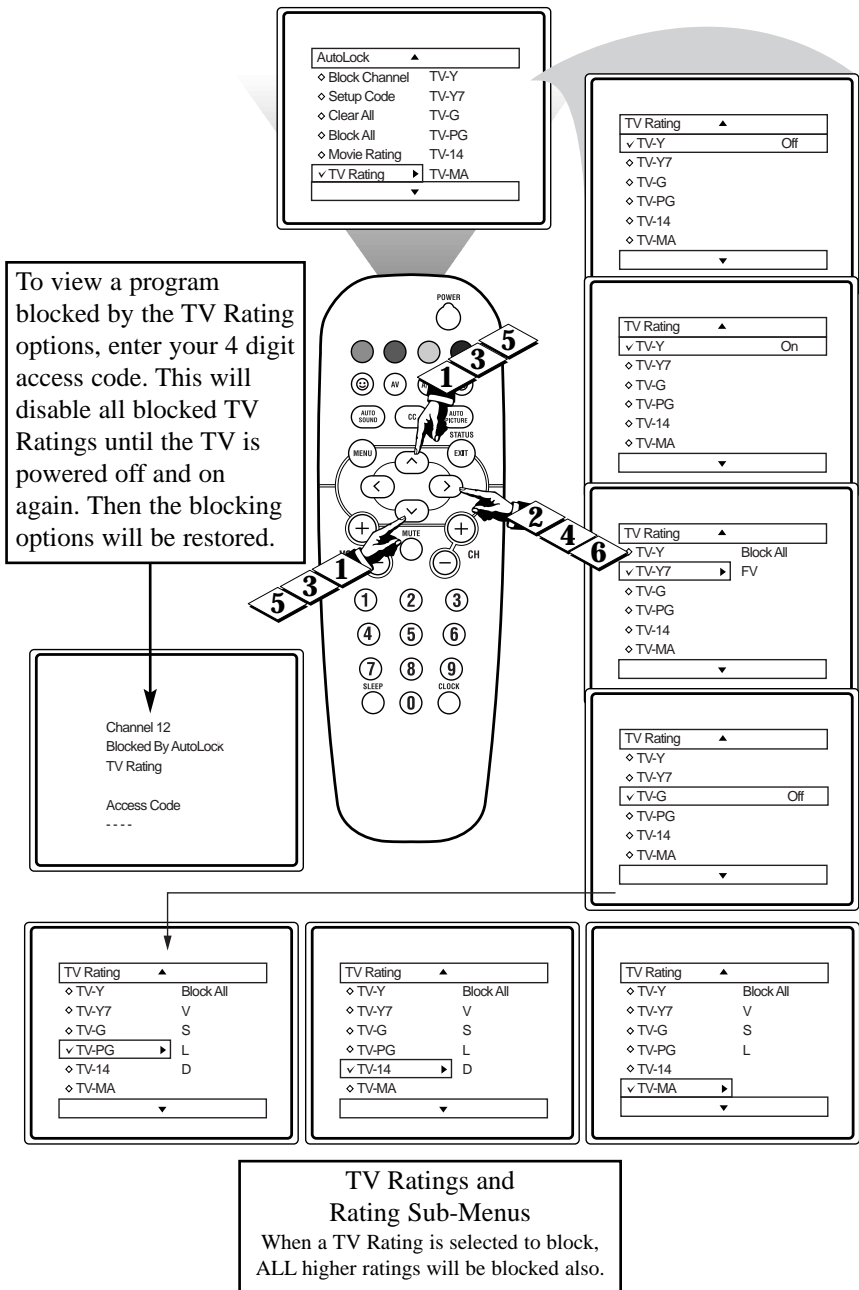 AutoLock
Block Channel TV-Y
Setup Code TV-Y7
Clear All TV-G
Block All TV-PG
Movie Rating TV-14
TV Rating TV-MA
TV Rating
TV-Y Off
TV-Y7
TV-G
TV-PG
TV-14
TV-MA
To view a program
blocked by the TV Rating
options, enter your 4 digit
access code. This will
disable all blocked TV
Ratings until the TV is
powered off and on
again. Then the blocking
options will be restored.
TV Rating
TV-Y On
TV-Y7
TV-G
TV-PG
TV-14
TV-MA
TV Rating
TV-Y Block All
TV-Y7 FV
TV-G
TV-PG
TV-14
TV-MA
TV Rating
TV-Y
TV-Y7
TV-G Off
TV-PG
TV-14
TV-MA
POWER
AV
AUTO SOUND
CC
AUTO PICTURE
STATUS
MENU
EXIT
MUTE
CH
1 3 5
2 4 6
5 3 1
1 2 3
4 5 6
7 8 9
SLEEP 0 CLOCK
Channel 12
Blocked By AutoLock
TV Rating
Access Code
- - - -
TV Rating
TV-Y Block All
TV-Y7 V
TV-G S
TV-PG L
TV-14 D
TV-MA
TV Rating
TV-Y Block All
TV-Y7 V
TV-G S
TV-PG L
TV-14 D
TV-MA
TV Rating
TV-Y Block All
TV-Y7 V
TV-G S
TV-PG L
TV-14
TV-MA
TV Ratings and
Rating Sub-Menus
When a TV Rating is selected to block,
ALL higher ratings will be blocked also.